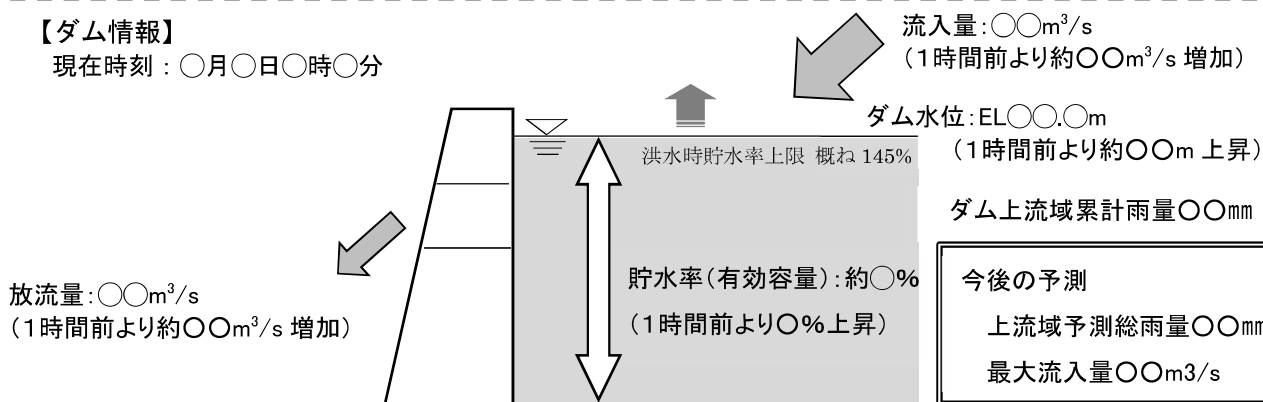 【ダム情報】
現在時刻：○月○日○時○分
流入量:○○m³/s
(1時間前より約○○m³/s 増加)
ダム水位:EL○○.○m
(1時間前より約○○m 上昇)
洪水時貯水率上限 概ね 145%
ダム上流域累計雨量○○㎜
貯水率(有効容量):約○%
(1時間前より○%上昇)
放流量:○○m³/s
(1時間前より約○○m³/s 増加)
今後の予測
上流域予測総雨量○○㎜
最大流入量○○m3/s